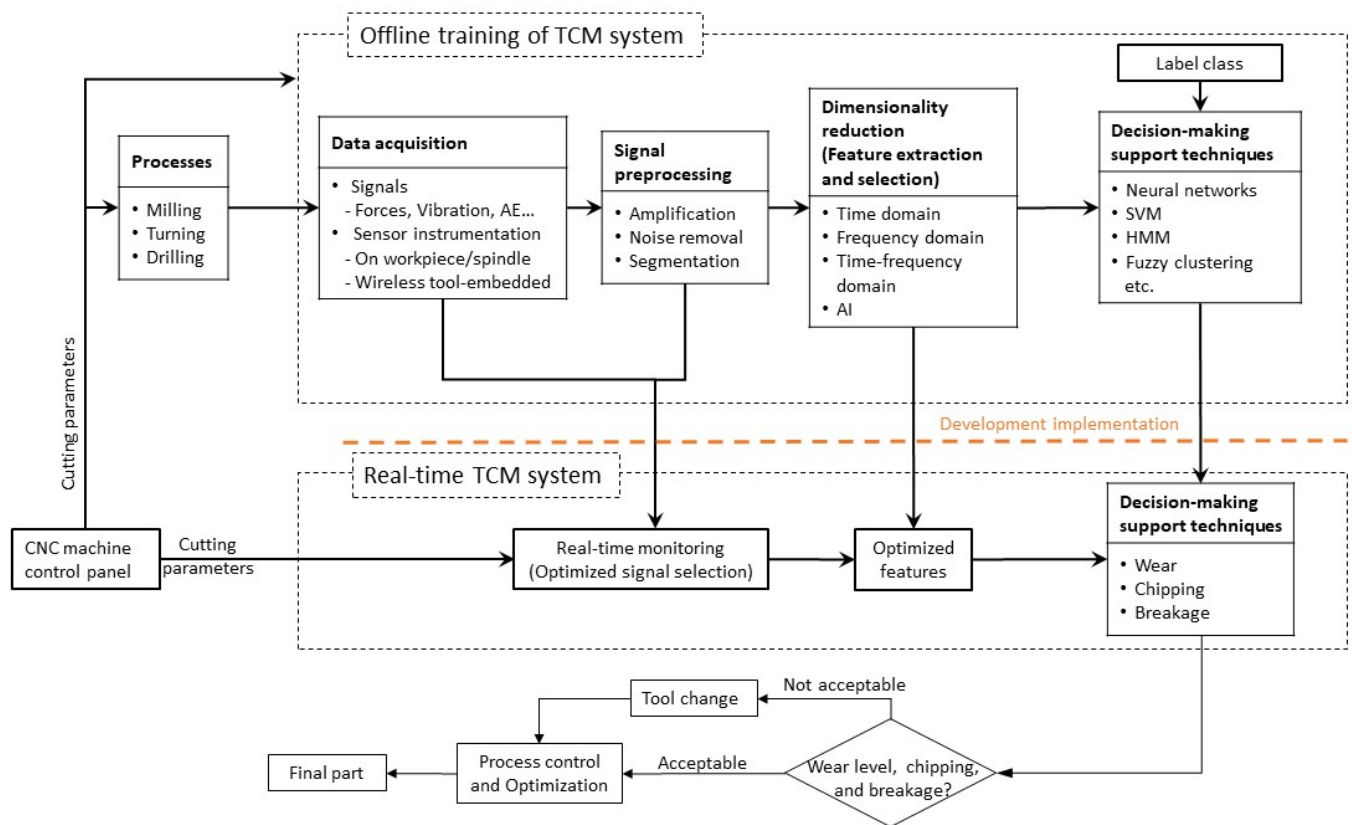 Offline training of TCM system
Label class
Processes
• Milling
• Turning
• Drilling
Data acquisition
• Signals
- Forces, Vibration, AE...
• Sensor instrumentation
- On workpiece/spindle
- Wireless tool-embedded
Signal
preprocessing
• Amplification
• Noise removal
• Segmentation
Dimensionality
reduction
(Feature extraction
and selection)
• Time domain
• Frequency domain
• Time-frequency
domain
• AI
Decision-making
support techniques
• Neural networks
• SVM
• HMM
• Fuzzy clustering
etc.
Cutting parameters
Development implementation
Real-time TCM system
CNC machine
control panel
Cutting
parameters
Real-time monitoring
(Optimized signal selection)
Optimized
features
Decision-making
support techniques
• Wear
• Chipping
• Breakage
Tool change
Not acceptable
Final part
Process control
and Optimization
Acceptable
Wear level, chipping,
and breakage?